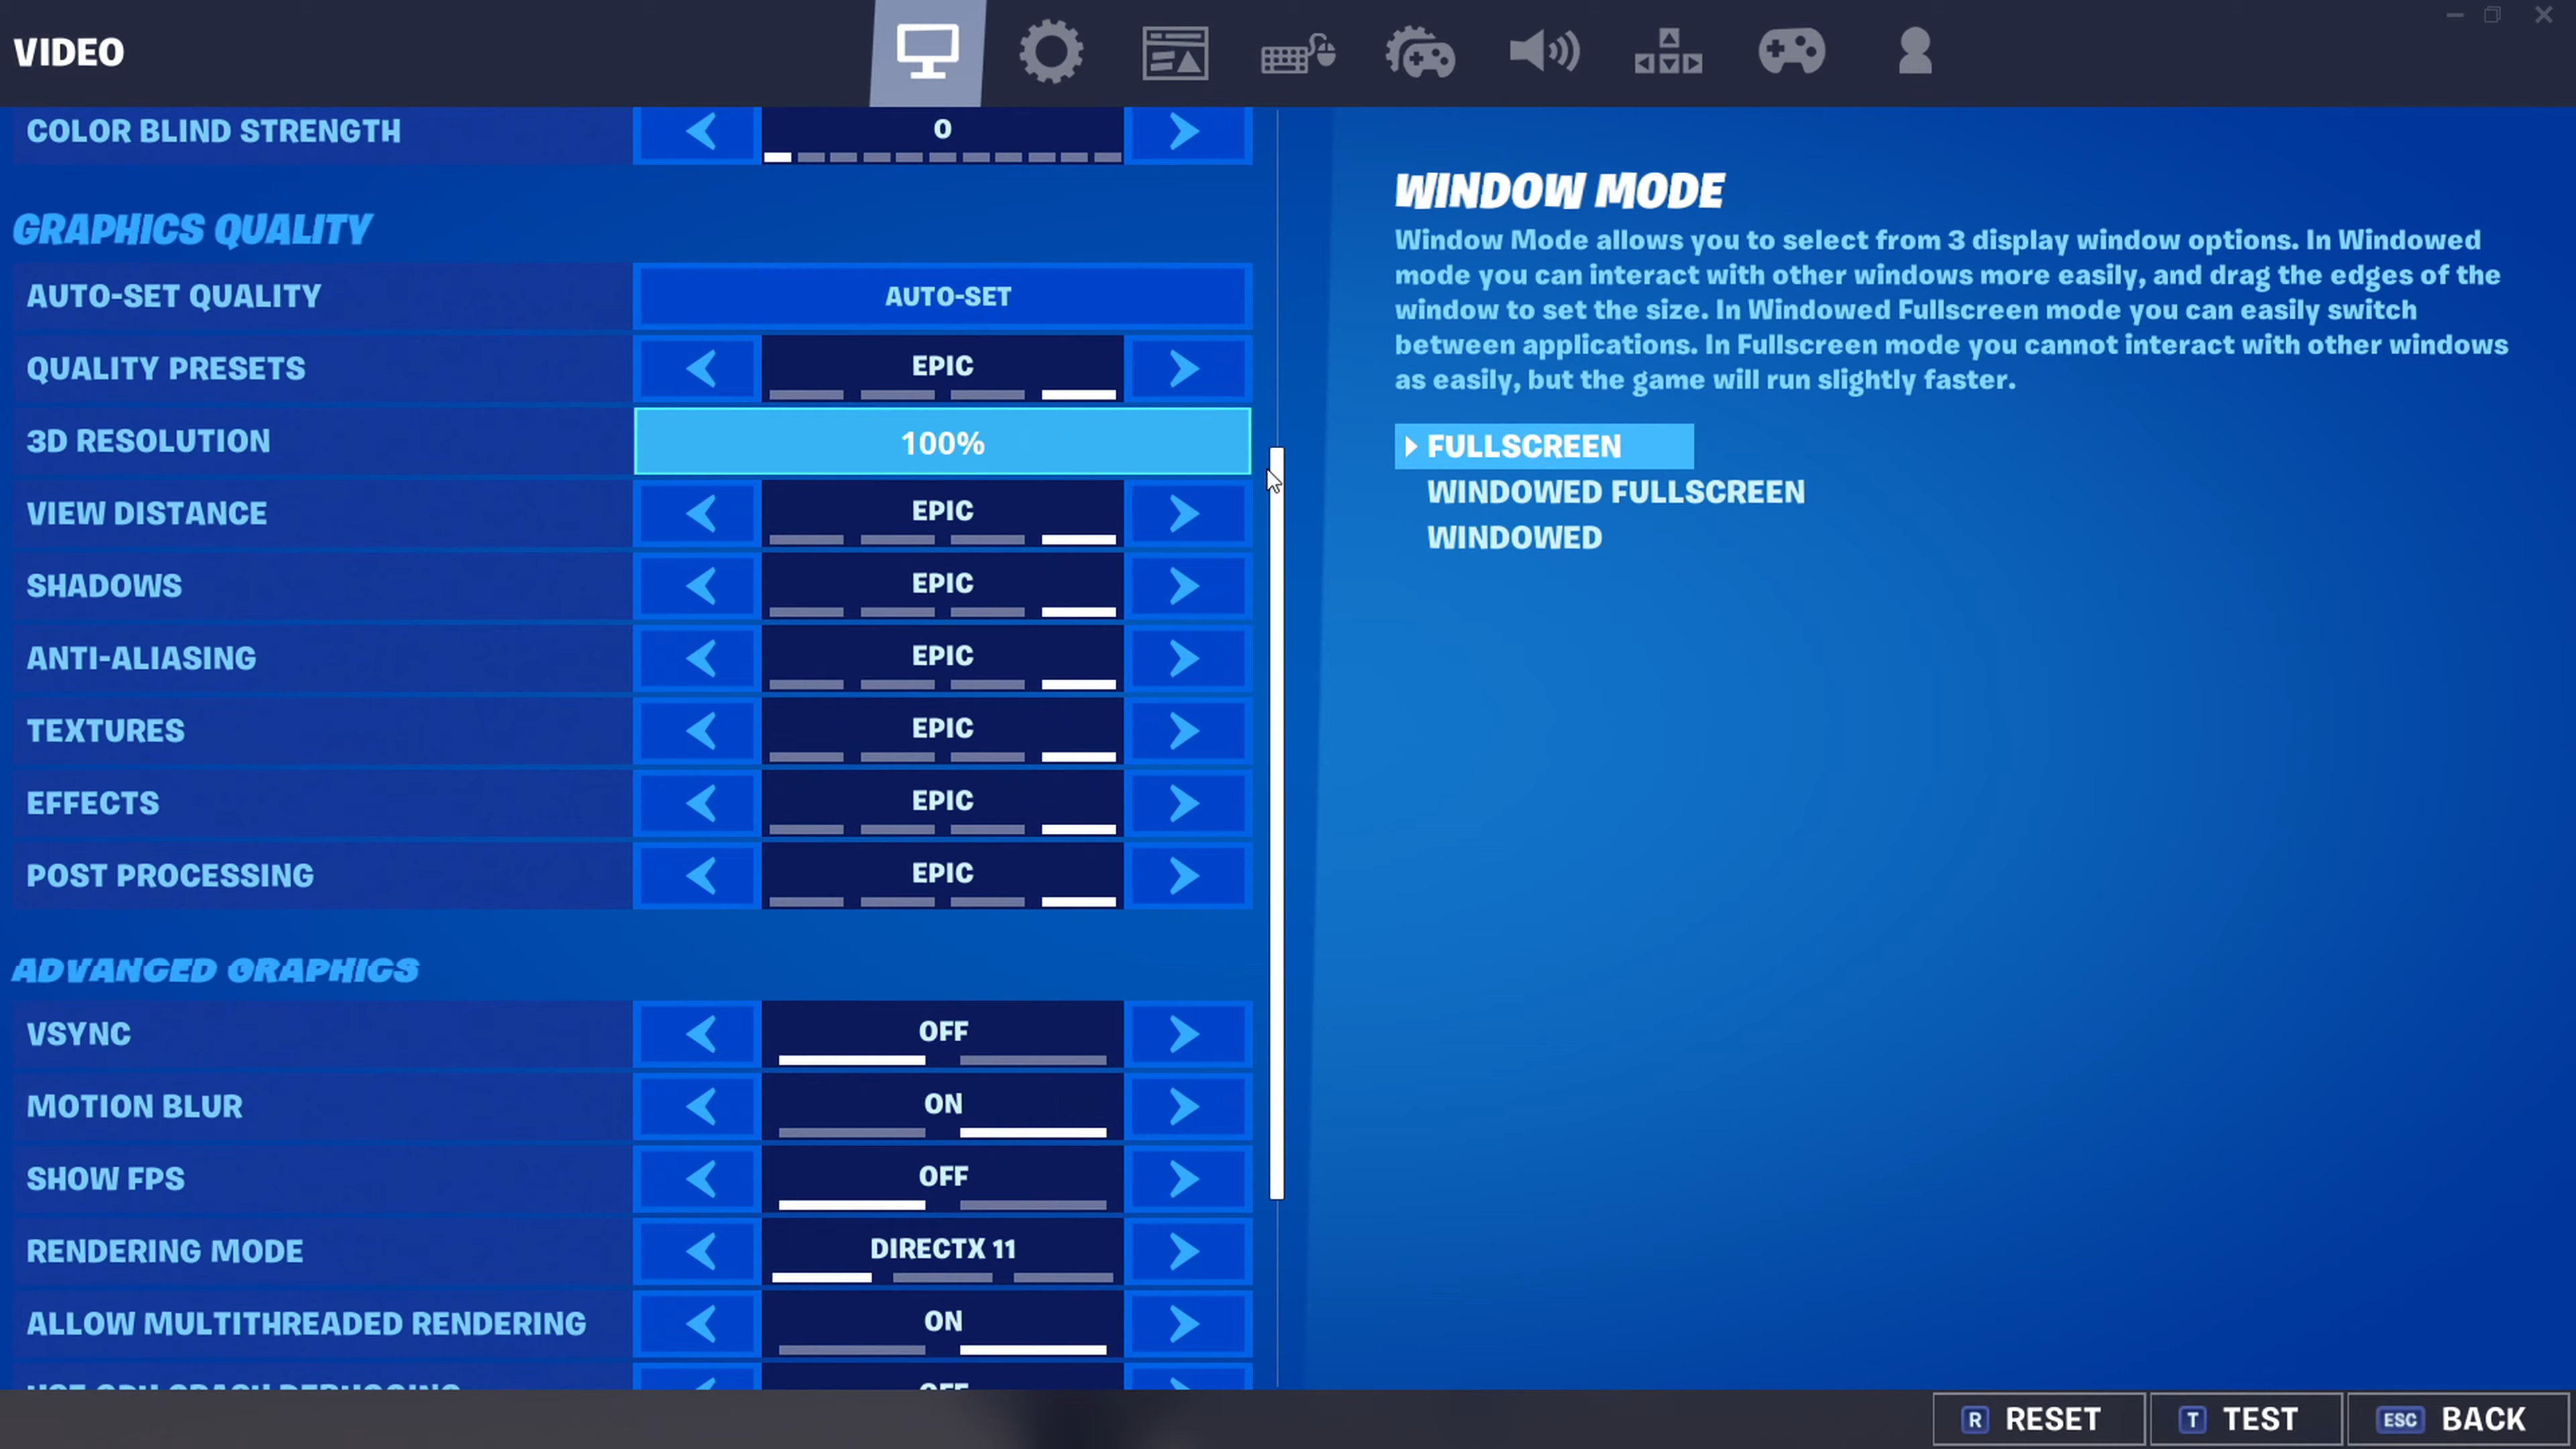 VIDEO
COLOR BLIND STRENGTH
0
GRAPHICS QUALITY
AUTO-SET QUALITY
AUTO-SET
QUALITY PRESETS
EPIC
3D RESOLUTION
100%
VIEW DISTANCE
EPIC
SHADOWS
EPIC
ANTI-ALIASING
EPIC
TEXTURES
EPIC
EFFECTS
EPIC
POST PROCESSING
EPIC
ADVANCED GRAPHICS
VSYNC
OFF
MOTION BLUR
ON
SHOW FPS
OFF
RENDERING MODE
DIRECTX 11
ALLOW MULTITHREADED RENDERING
ON
USE GPU CRASH DEBUGGING
OFF
WINDOW MODE
Window Mode allows you to select from 3 display window options. In Windowed
mode you can interact with other windows more easily, and drag the edges of the
window to set the size. In Windowed Fullscreen mode you can easily switch
between applications. In Fullscreen mode you cannot interact with other windows
as easily, but the game will run slightly faster.
FULLSCREEN
WINDOWED FULLSCREEN
WINDOWED
R RESET
T TEST
ESC BACK